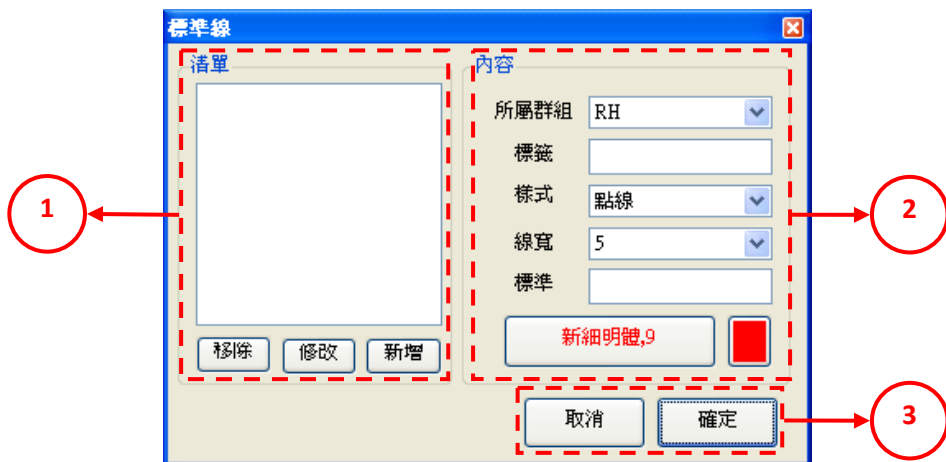 標準線
清單
移除
修改
新增
內容
所屬群組
RH
標籤
樣式
點線
線寬
5
標準
新細明體,9
取消
確定
1
2
3